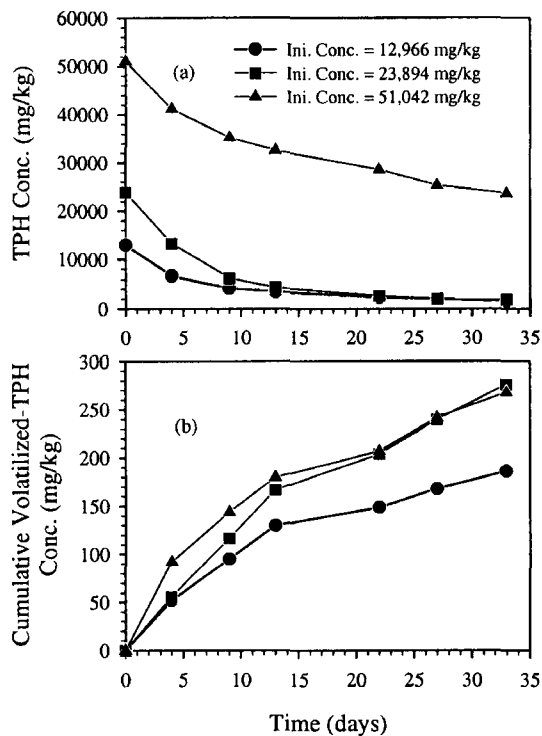 60000
50000
40000
30000
20000
10000
0
TPH Conc. (mg/kg)
(a)
Ini. Conc. = 12,966 mg/kg
Ini. Conc. = 23,894 mg/kg
Ini. Conc. = 51,042 mg/kg
0 5 10 15 20 25 30 35
300
250
200
150
100
50
0
Cumulative Volatilized-TPH
Conc. (mg/kg)
(b)
0 5 10 15 20 25 30 35
Time (days)